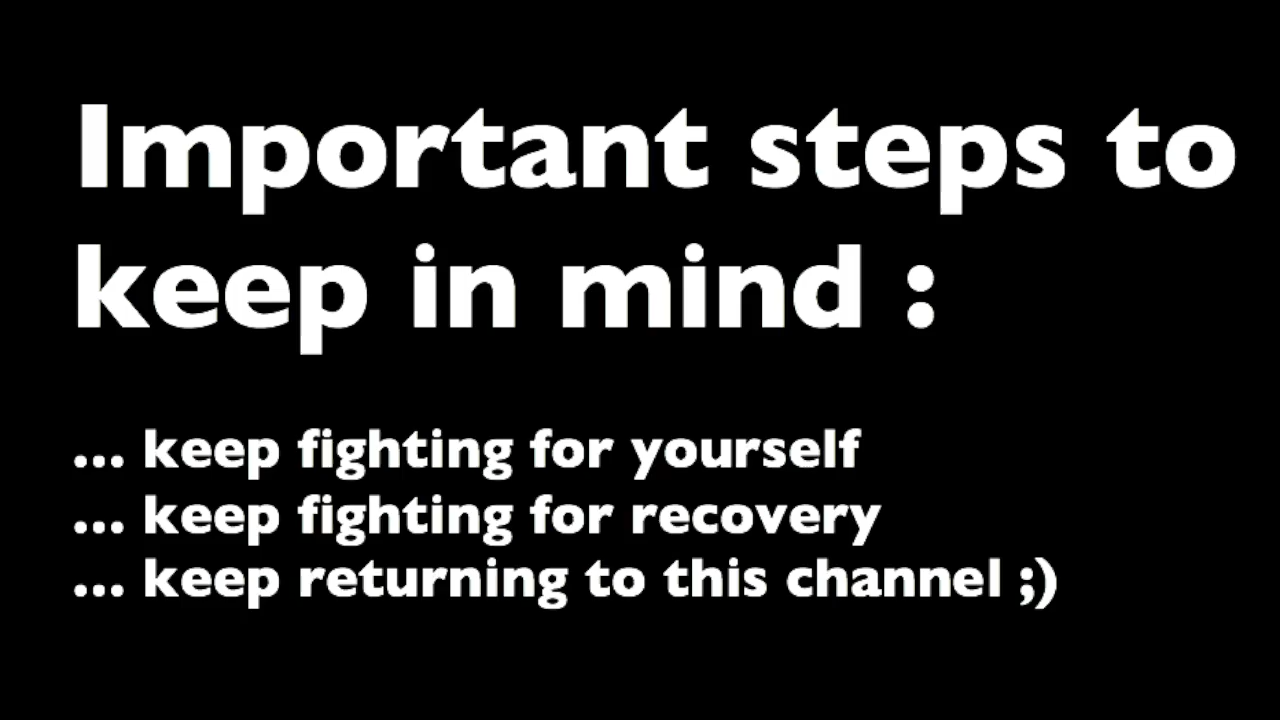 Important steps to
keep in mind :
... keep fighting for yourself
... keep fighting for recovery
... keep returning to this channel ;)